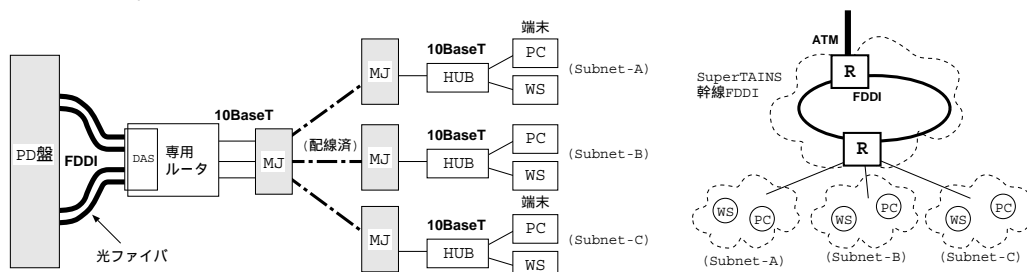 PD盤
FDDI
光ファイバ
DAS
専用
ルータ
10BaseT
MJ
(配線済)
MJ
10BaseT
HUB
端末
PC
WS
(Subnet-A)
MJ
10BaseT
HUB
PC
WS
(Subnet-B)
MJ
10BaseT
HUB
端末
PC
WS
(Subnet-C)
ATM
R
SuperTAINS
幹線FDDI
FDDI
R
WS
PC
(Subnet-A)
WS
PC
(Subnet-B)
WS
PC
(Subnet-C)